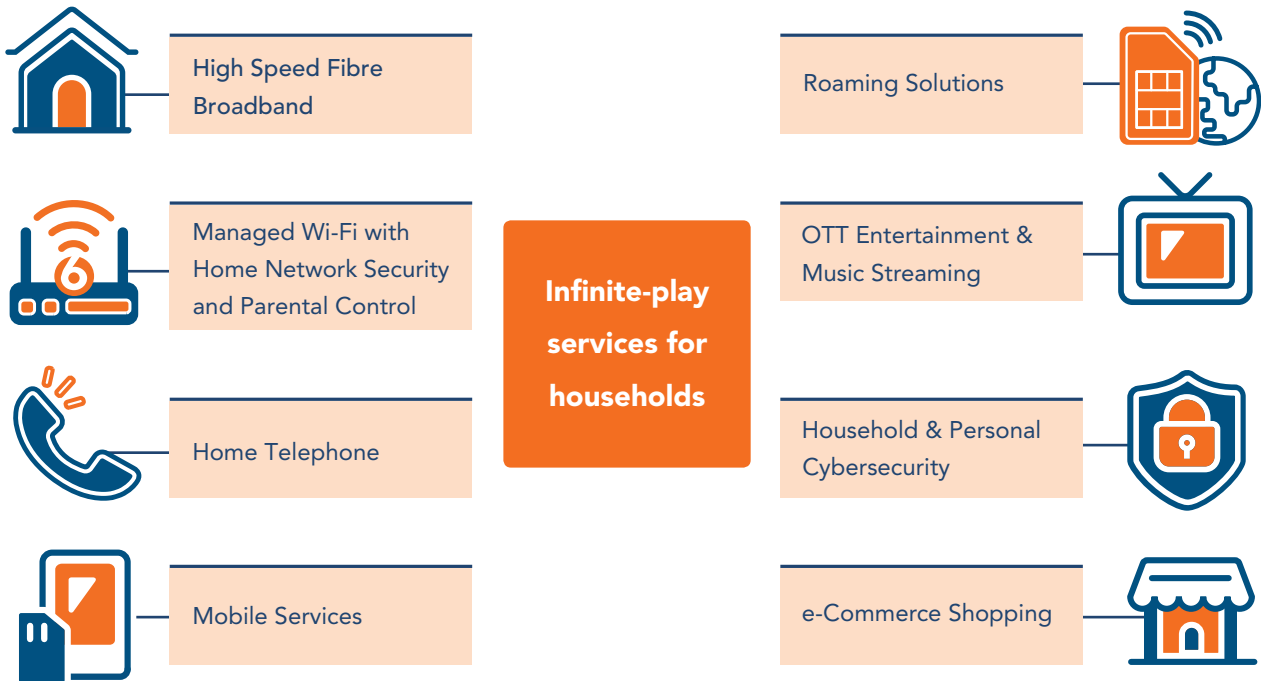 High Speed Fibre
Broadband
Managed Wi-Fi with
Home Network Security
and Parental Control
6
Home Telephone
Mobile Services
Infinite-play
services for
households
Roaming Solutions
OTT Entertainment &
Music Streaming
Household & Personal
Cybersecurity
e-Commerce Shopping